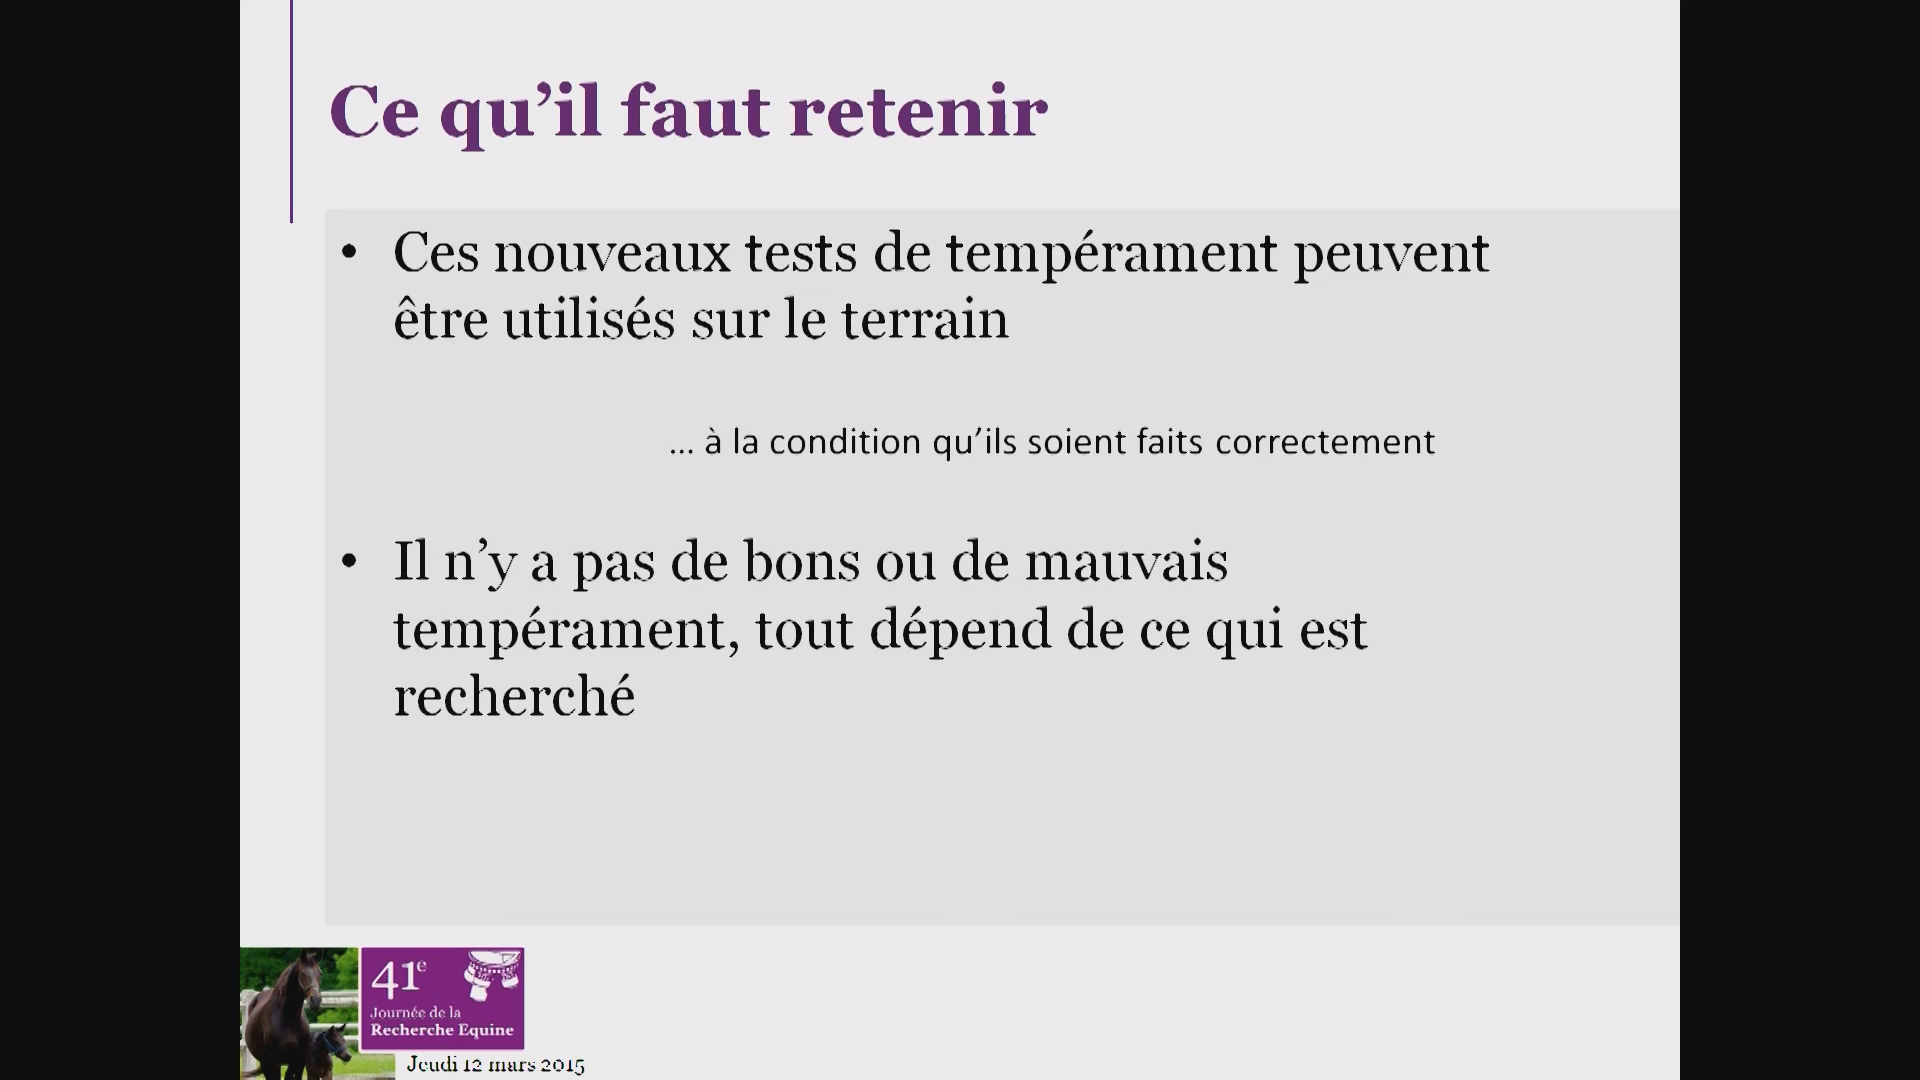 Ce qu’il faut retenir
• Ces nouveaux tests de tempérament peuvent
être utilisés sur le terrain
... à la condition qu’ils soient faits correctement
• Il n’y a pas de bons ou de mauvais
tempérament, tout dépend de ce qui est
recherché
41e
Journée de la
Recherche Equine
Jeudi 12 mars 2015